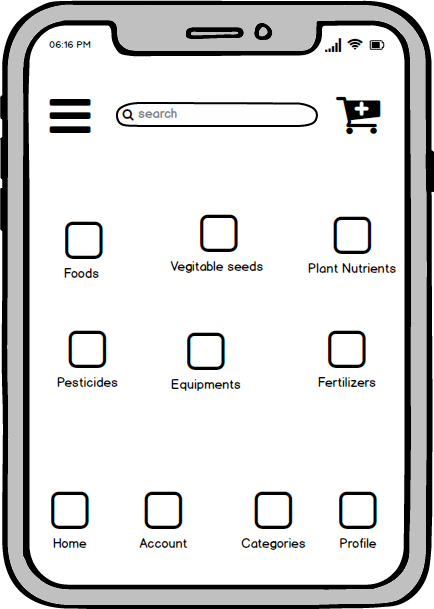 06:16 PM
search
Foods
Vegitable seeds
Plant Nutrients
Pesticides
Equipments
Fertilizers
Home
Account
Categories
Profile